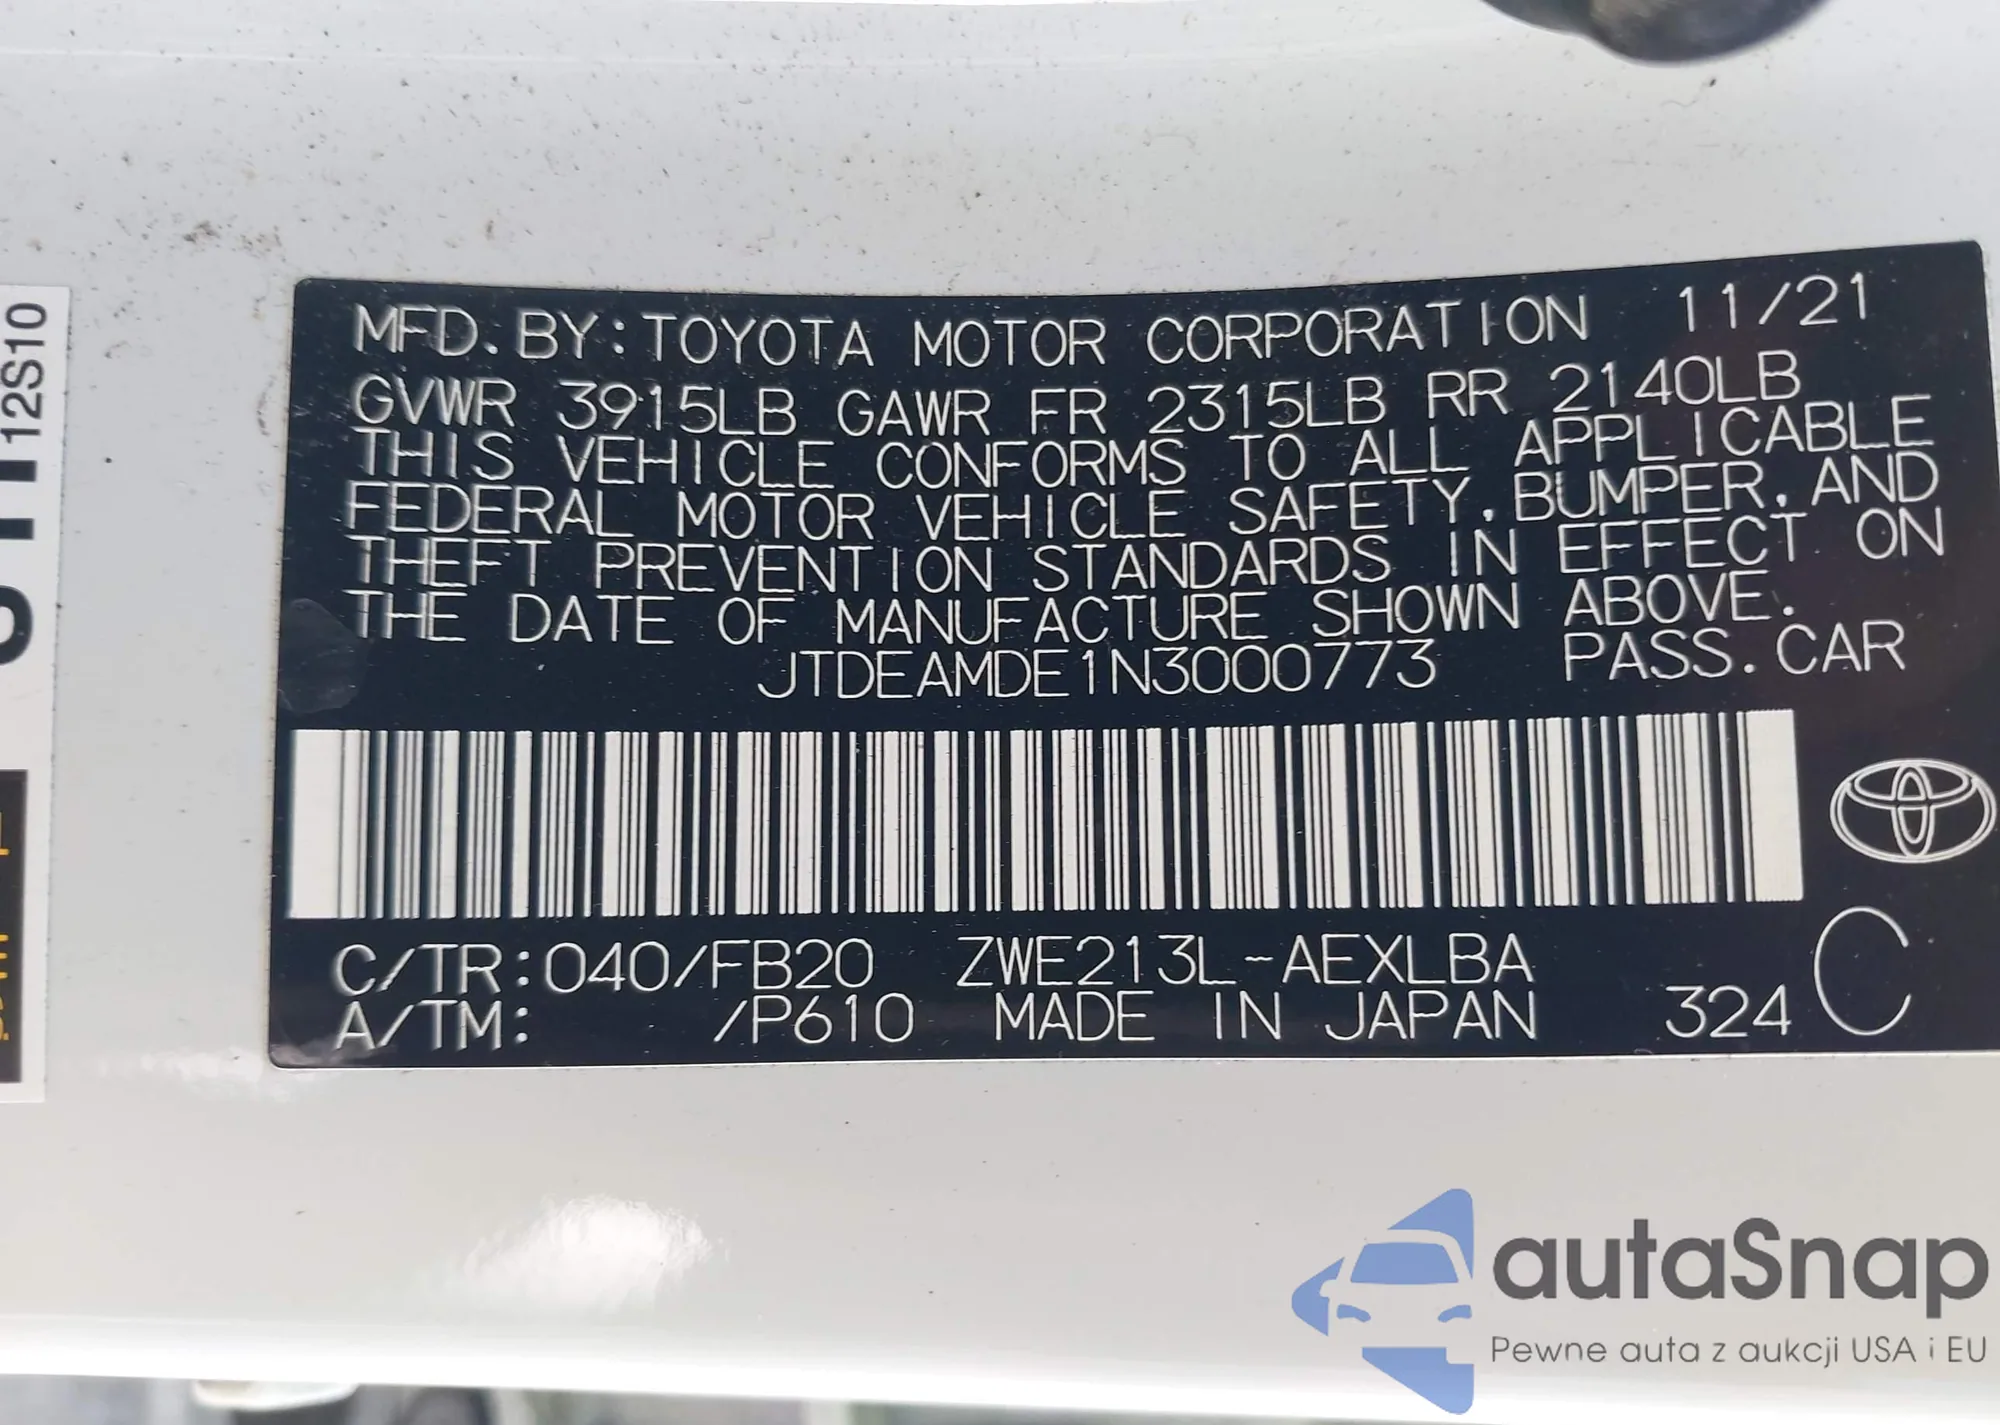 12S10
MFD. BY: TOYOTA MOTOR CORPORATION 11/21
GVWR 3915LB GAWR FR 2315LB RR 2140LB
THIS VEHICLE CONFORMS TO ALL APPLICABLE
FEDERAL MOTOR VEHICLE SAFETY, BUMPER, AND
THEFT PREVENTION STANDARDS IN EFFECT ON
THE DATE OF MANUFACTURE SHOWN ABOVE.
JTDEAMDE1N3000773 PASS. CAR
C/TR: 040/FB20 ZWE213L-AEXLBA
A/TM: /P610 MADE IN JAPAN 324 C
autaSnap
Pewne auta z aukcji USA i EU